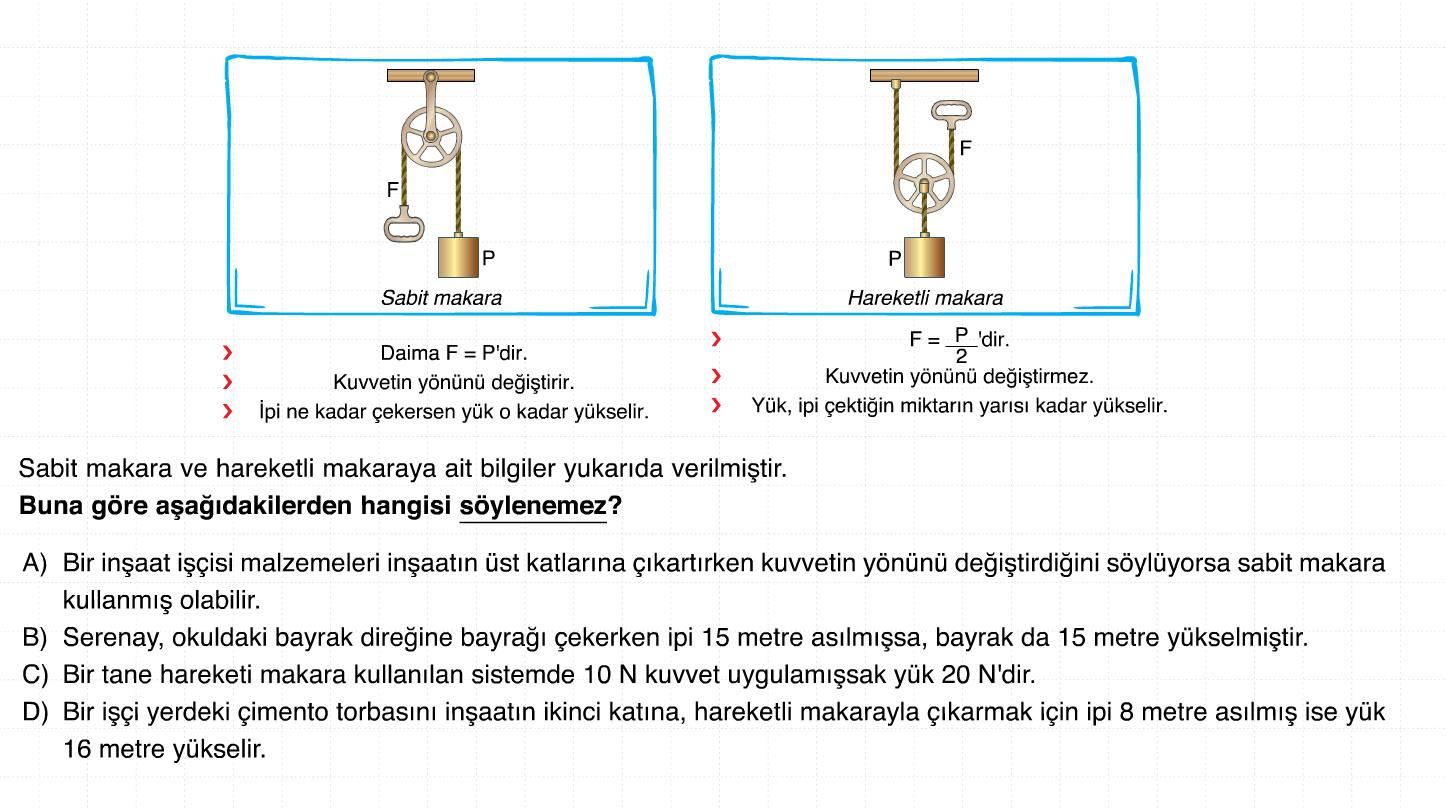 F
P
Sabit makara
F
P
Hareketli makara
❯ Daima F = P'dir.
❯ Kuvvetin yönünü değiştirir.
❯ İpi ne kadar çekersen yük o kadar yükselir.
❯ F = P/2 'dir.
❯ Kuvvetin yönünü değiştirmez.
❯ Yük, ipi çektiğin miktarın yarısı kadar yükselir.
Sabit makara ve hareketli makaraya ait bilgiler yukarıda verilmiştir.
Buna göre aşağıdakilerden hangisi söylenemez?
A) Bir inşaat işçisi malzemeleri inşaatın üst katlarına çıkartırken kuvvetin yönünü değiştirdiğini söylüyorsa sabit makara
kullanmış olabilir.
B) Serenay, okuldaki bayrak direğine bayrağı çekerken ipi 15 metre asılmışsa, bayrak da 15 metre yükselmiştir.
C) Bir tane hareketi makara kullanılan sistemde 10 N kuvvet uygulamışsak yük 20 N'dir.
D) Bir işçi yerdeki çimento torbasını inşaatın ikinci katına, hareketli makarayla çıkarmak için ipi 8 metre asılmış ise yük
16 metre yükselir.